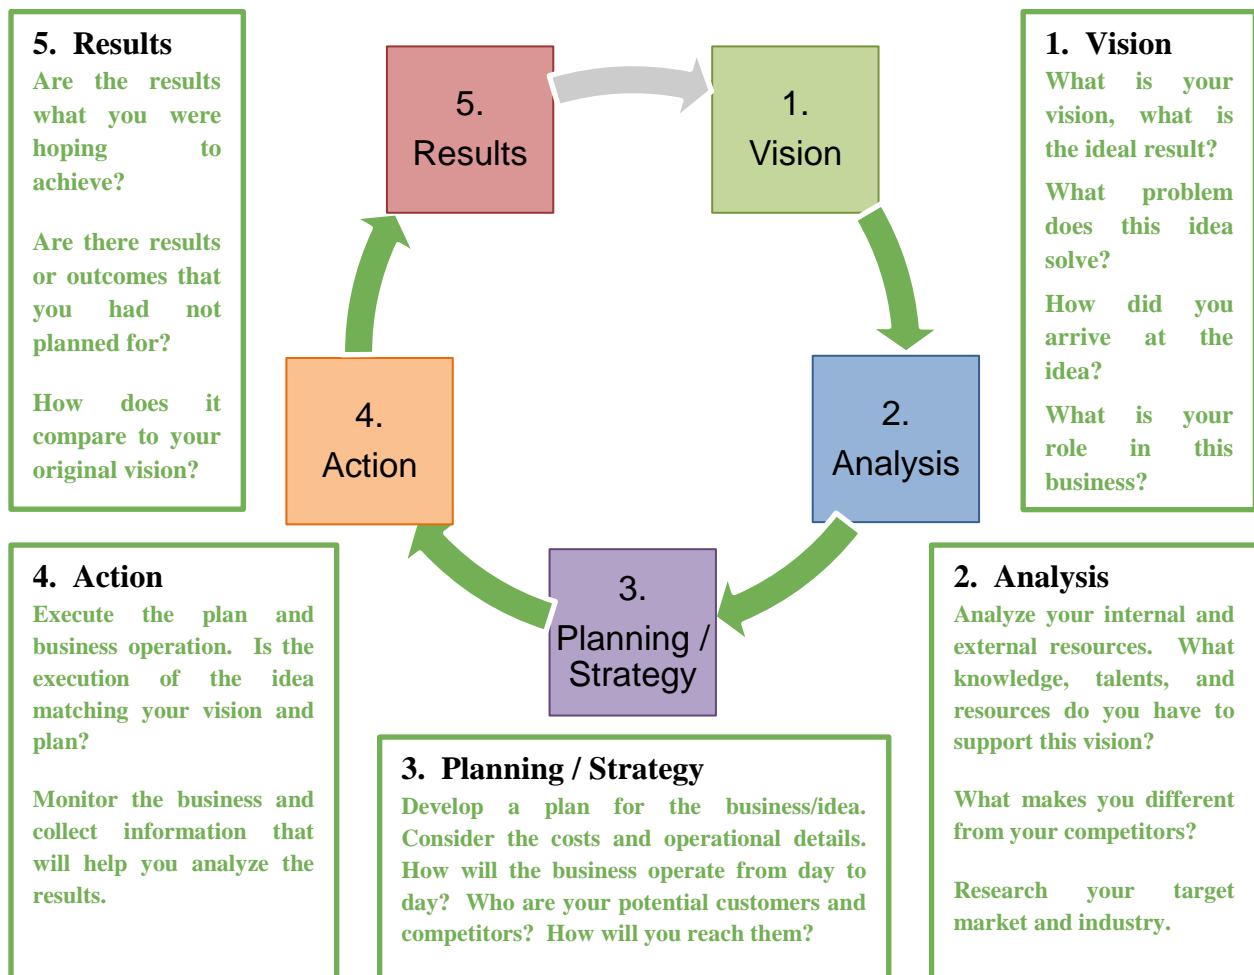 5. Results
Are the results
what you were
hoping to
achieve?
Are there results
or outcomes that
you had not
planned for?
How does it
compare to your
original vision?
5.
Results
1.
Vision
1. Vision
What is your
vision, what is
the ideal result?
What problem
does this idea
solve?
How did you
arrive at the
idea?
What is your
role in this
business?
4.
Action
2.
Analysis
3.
Planning /
Strategy
4. Action
Execute the plan and
business operation. Is the
execution of the idea
matching your vision and
plan?
Monitor the business and
collect information that
will help you analyze the
results.
3. Planning / Strategy
Develop a plan for the business/idea.
Consider the costs and operational details.
How will the business operate from day to
day? Who are your potential customers and
competitors? How will you reach them?
2. Analysis
Analyze your internal and
external resources. What
knowledge, talents, and
resources do you have to
support this vision?
What makes you different
from your competitors?
Research your target
market and industry.